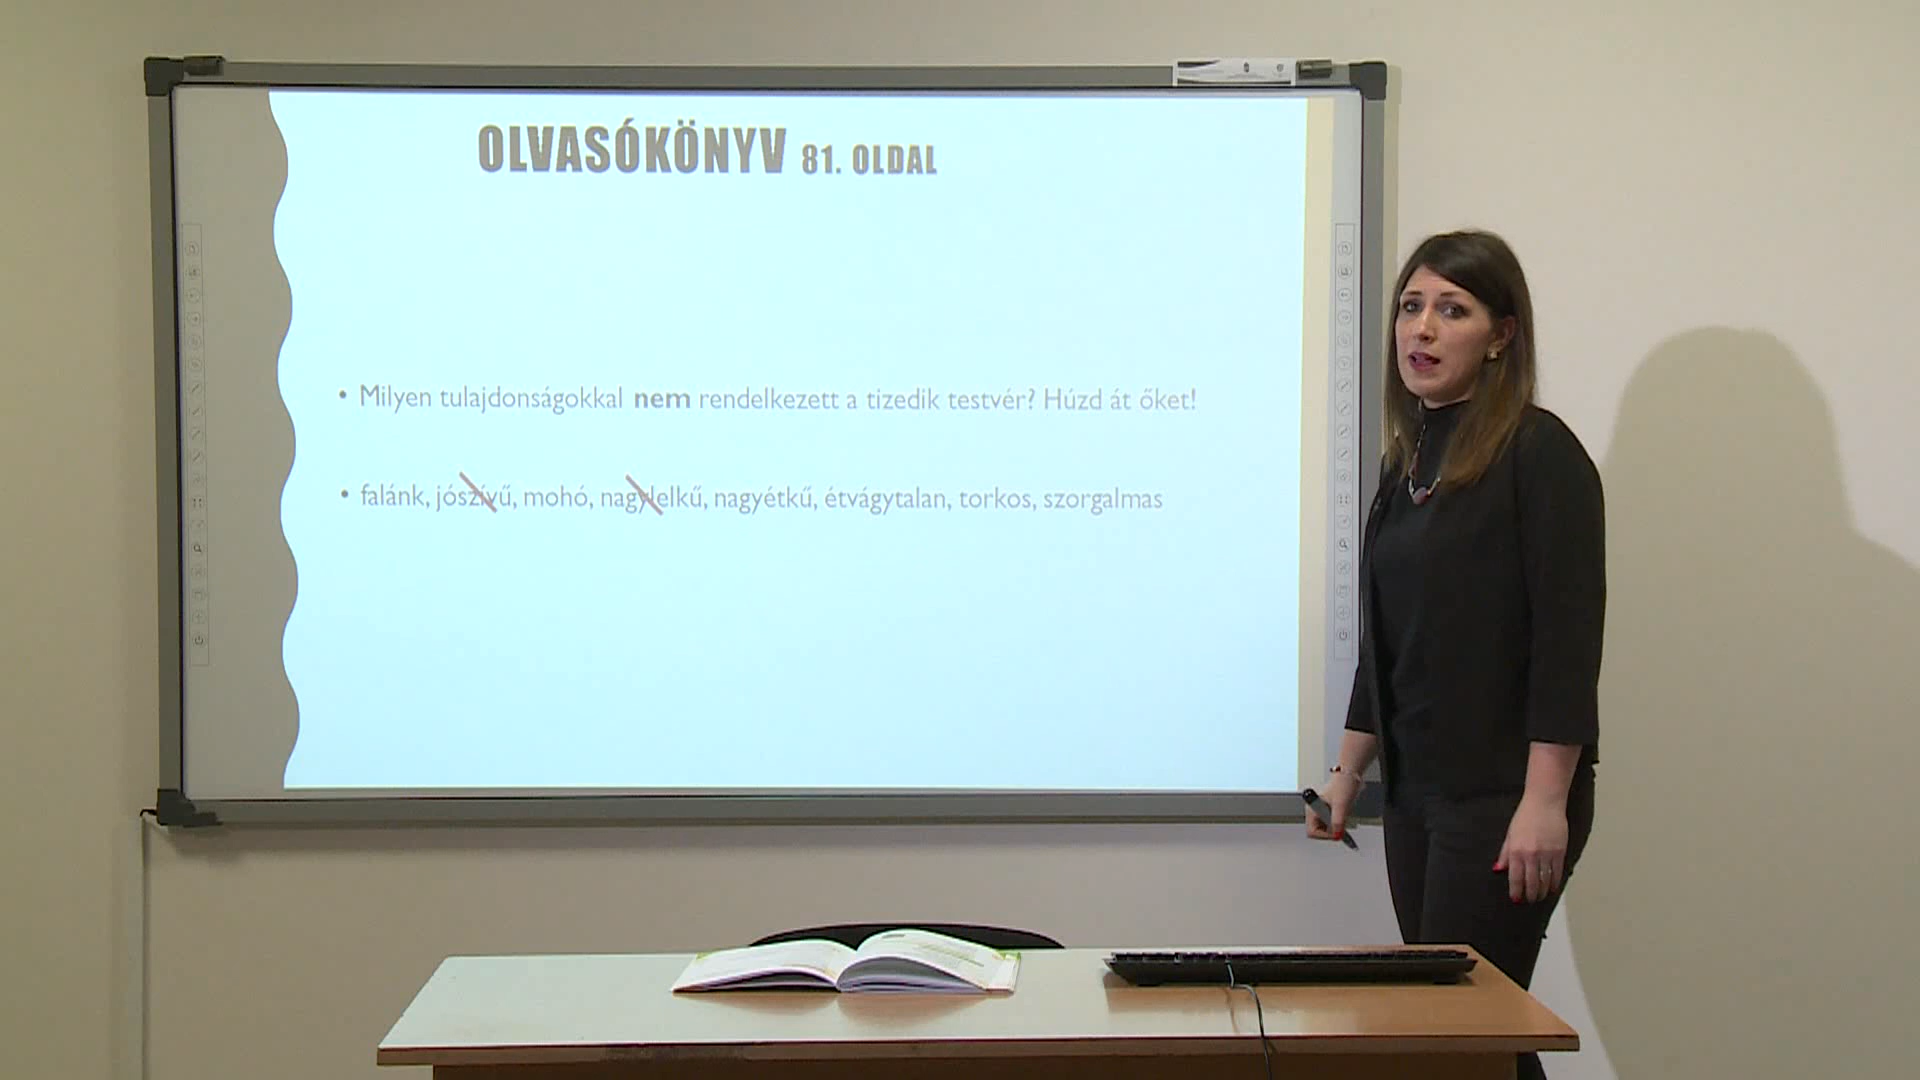 OLVASÓKÖNYV 81. OLDAL
• Milyen tulajdonságokkal nem rendelkezett a tizedik testvér? Húzd át őket!
• falánk, jószívű, mohó, nagylelkű, nagyétkű, étvágytalan, torkos, szorgalmas